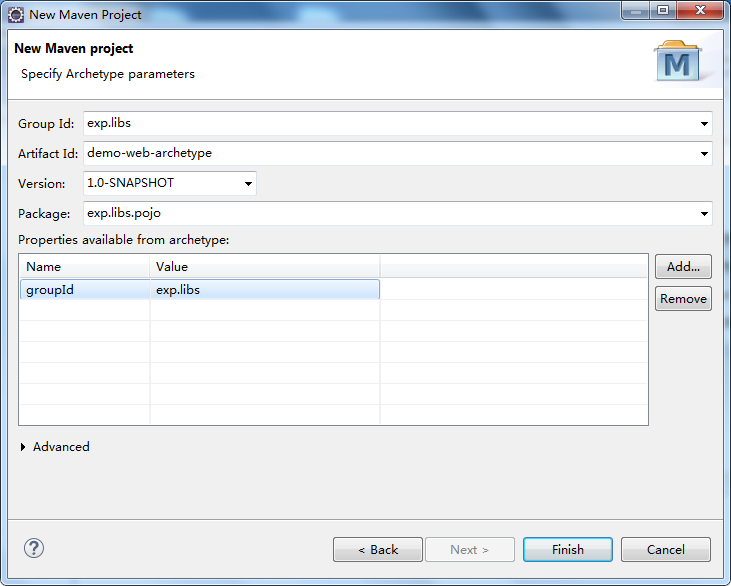 New Maven Project
New Maven project
Specify Archetype parameters
M
Group Id: exp.libs
Artifact Id: demo-web-archetype
Version: 1.0-SNAPSHOT
Package: exp.libs.pojo
Properties available from archetype:
Name Value Add...
groupId exp.libs Remove
Advanced
? < Back Next > Finish Cancel